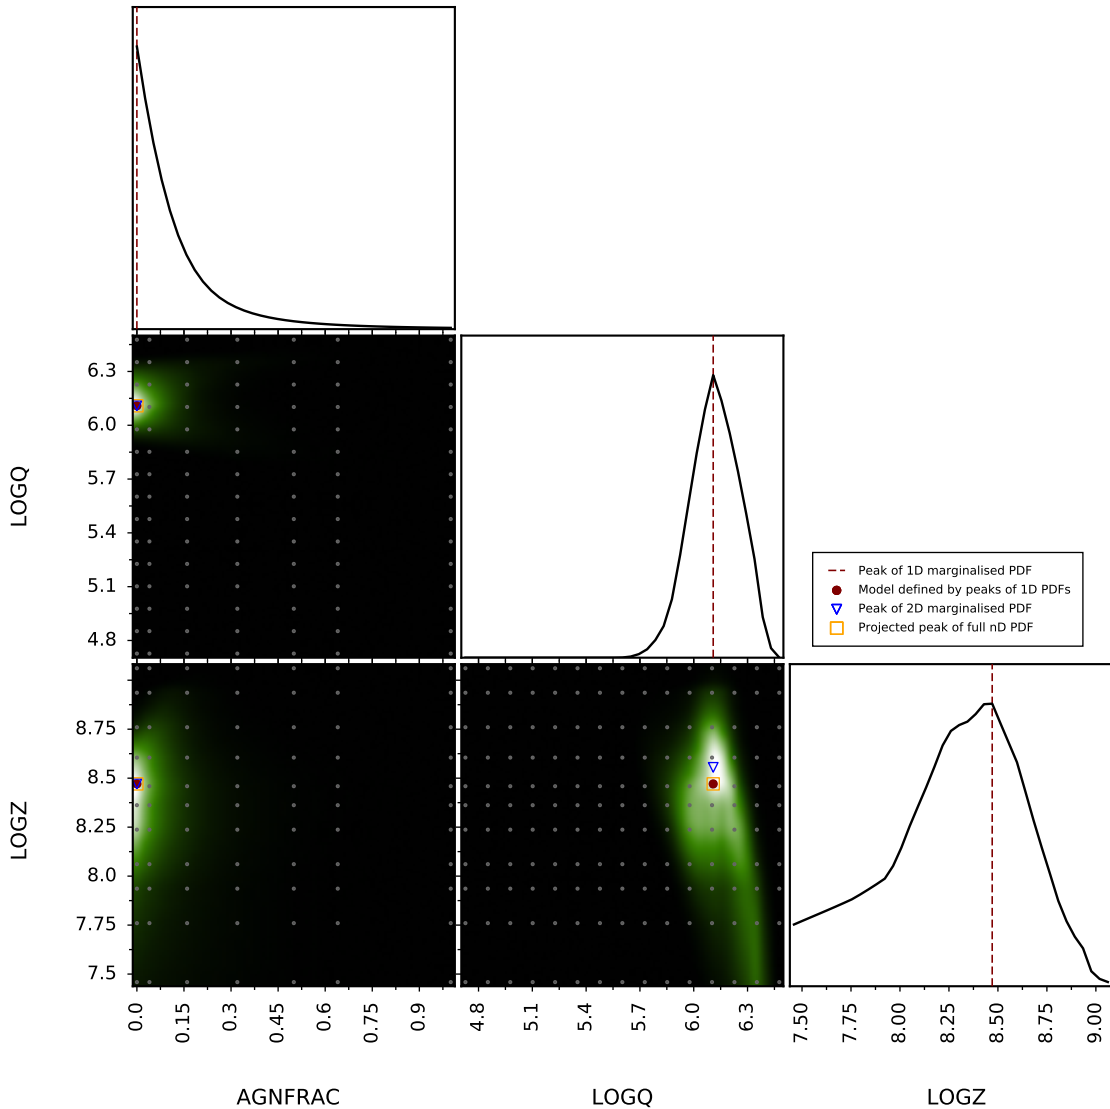 6.3
6.0
5.7
5.4
5.1
4.8
LOGQ
Peak of 1D marginalised PDF
Model defined by peaks of 1D PDFs
Peak of 2D marginalised PDF
Projected peak of full nD PDF
8.75
8.5
8.25
8.0
7.75
7.5
LOGZ
0.0 0.15 0.3 0.45 0.6 0.75 0.9
4.8 5.1 5.4 5.7 6.0 6.3
7.50 7.75 8.00 8.25 8.50 8.75 9.00
AGNFRAC LOGQ LOGZ